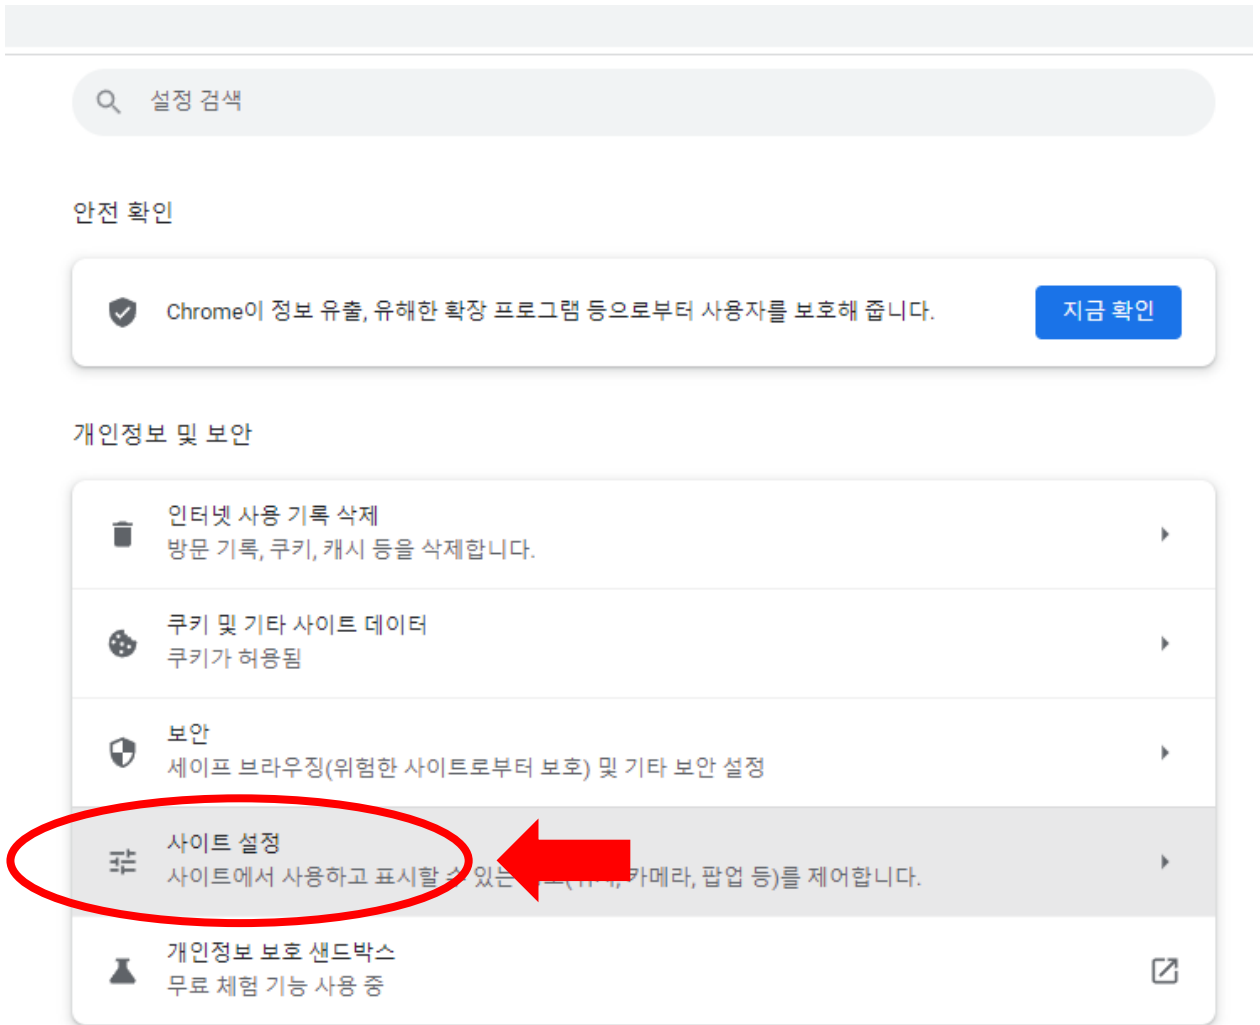 설정 검색
안전 확인
Chrome이 정보 유출, 유해한 확장 프로그램 등으로부터 사용자를 보호해 줍니다.
지금 확인
개인정보 및 보안
인터넷 사용 기록 삭제
방문 기록, 쿠키, 캐시 등을 삭제합니다.
쿠키 및 기타 사이트 데이터
쿠키가 허용됨
보안
세이프 브라우징(위험한 사이트로부터 보호) 및 기타 보안 설정
사이트 설정
사이트에서 사용하고 표시할 수 있는 카메라, 팝업 등)를 제어합니다.
개인정보 보호 샌드박스
무료 체험 기능 사용 중